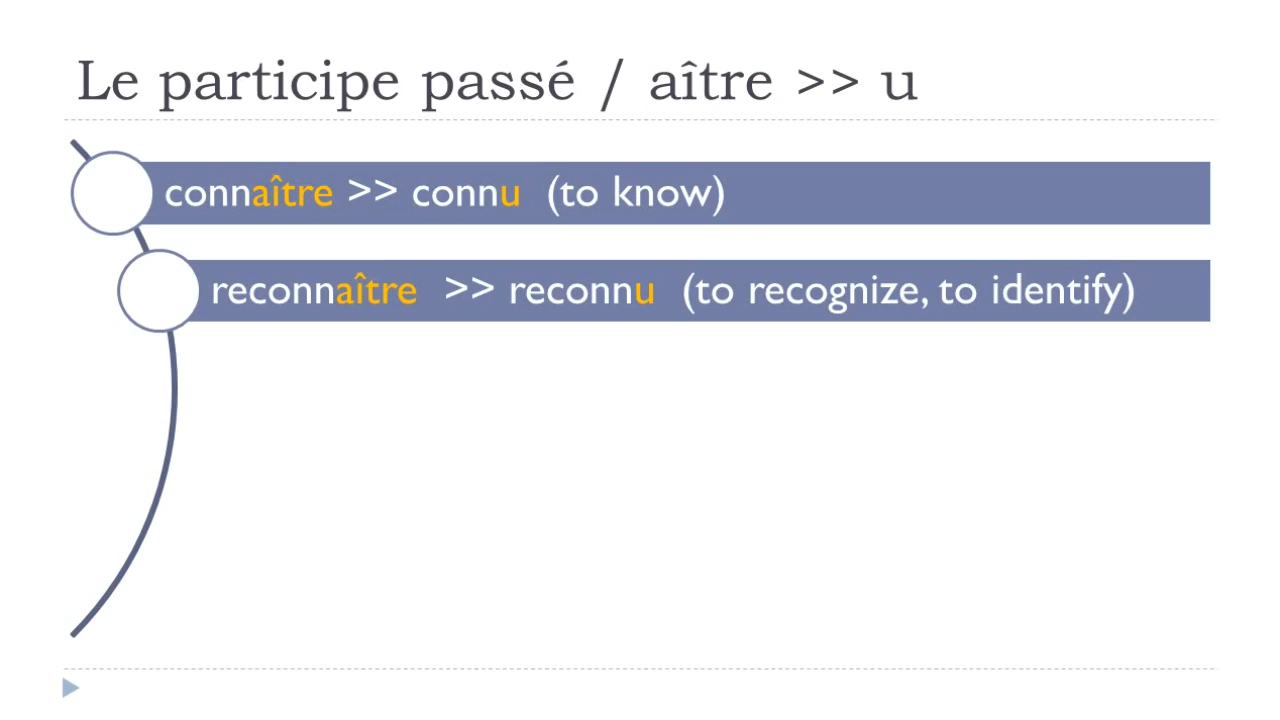 Le participe passé / aître >> u
connaître >> connu (to know)
reconnaître >> reconnu (to recognize, to identify)